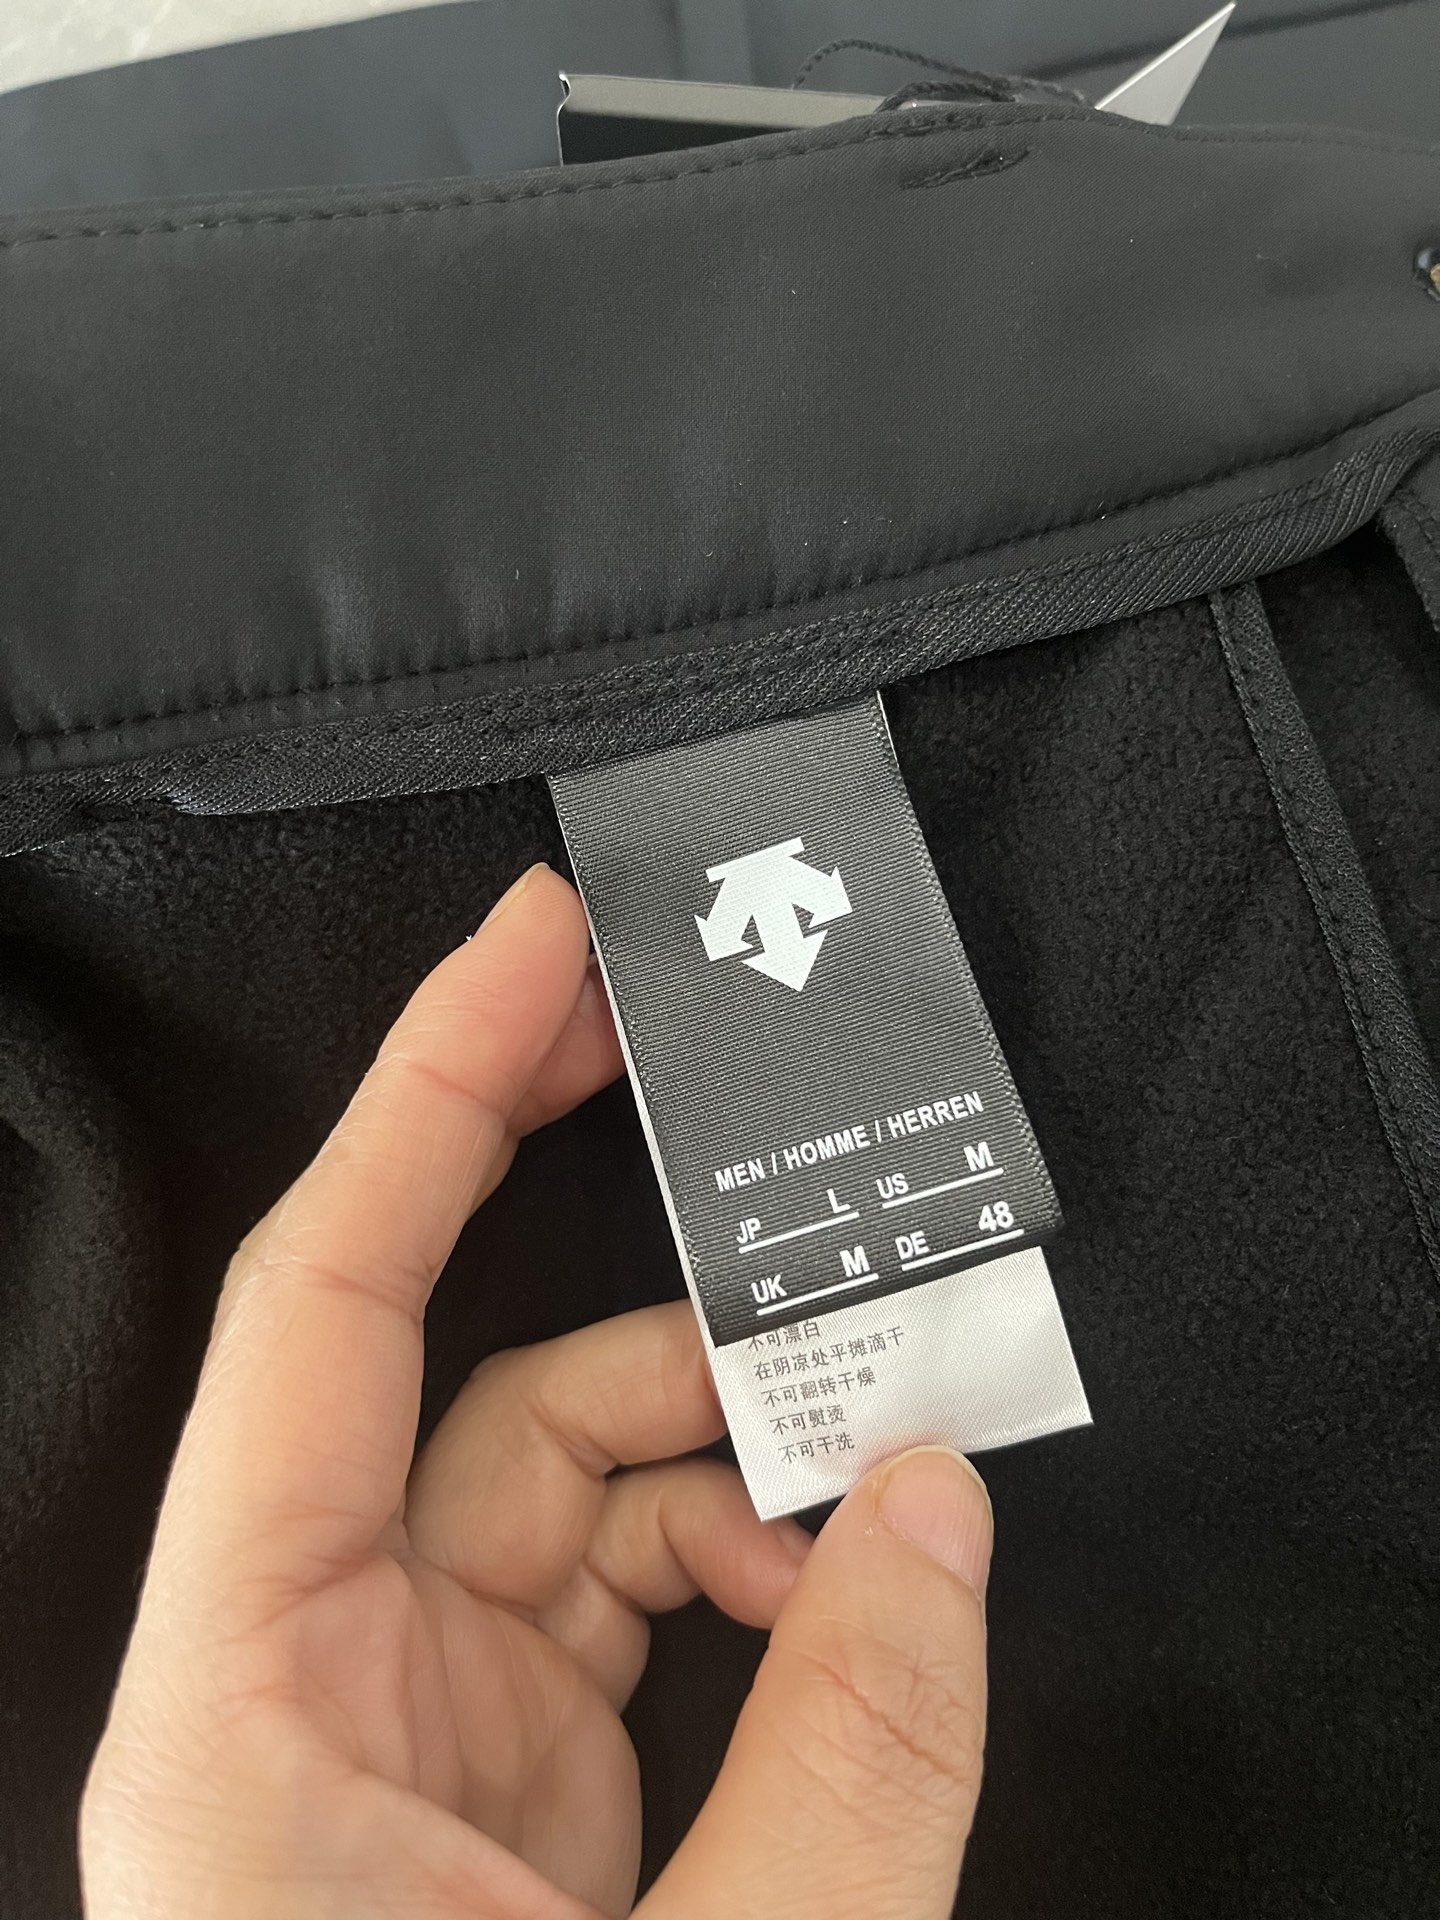 MEN / HOMME / HERREN
JP L US M
UK M DE 48
不可漂白
在阴凉处平摊滴干
不可翻转干燥
不可熨烫
不可干洗